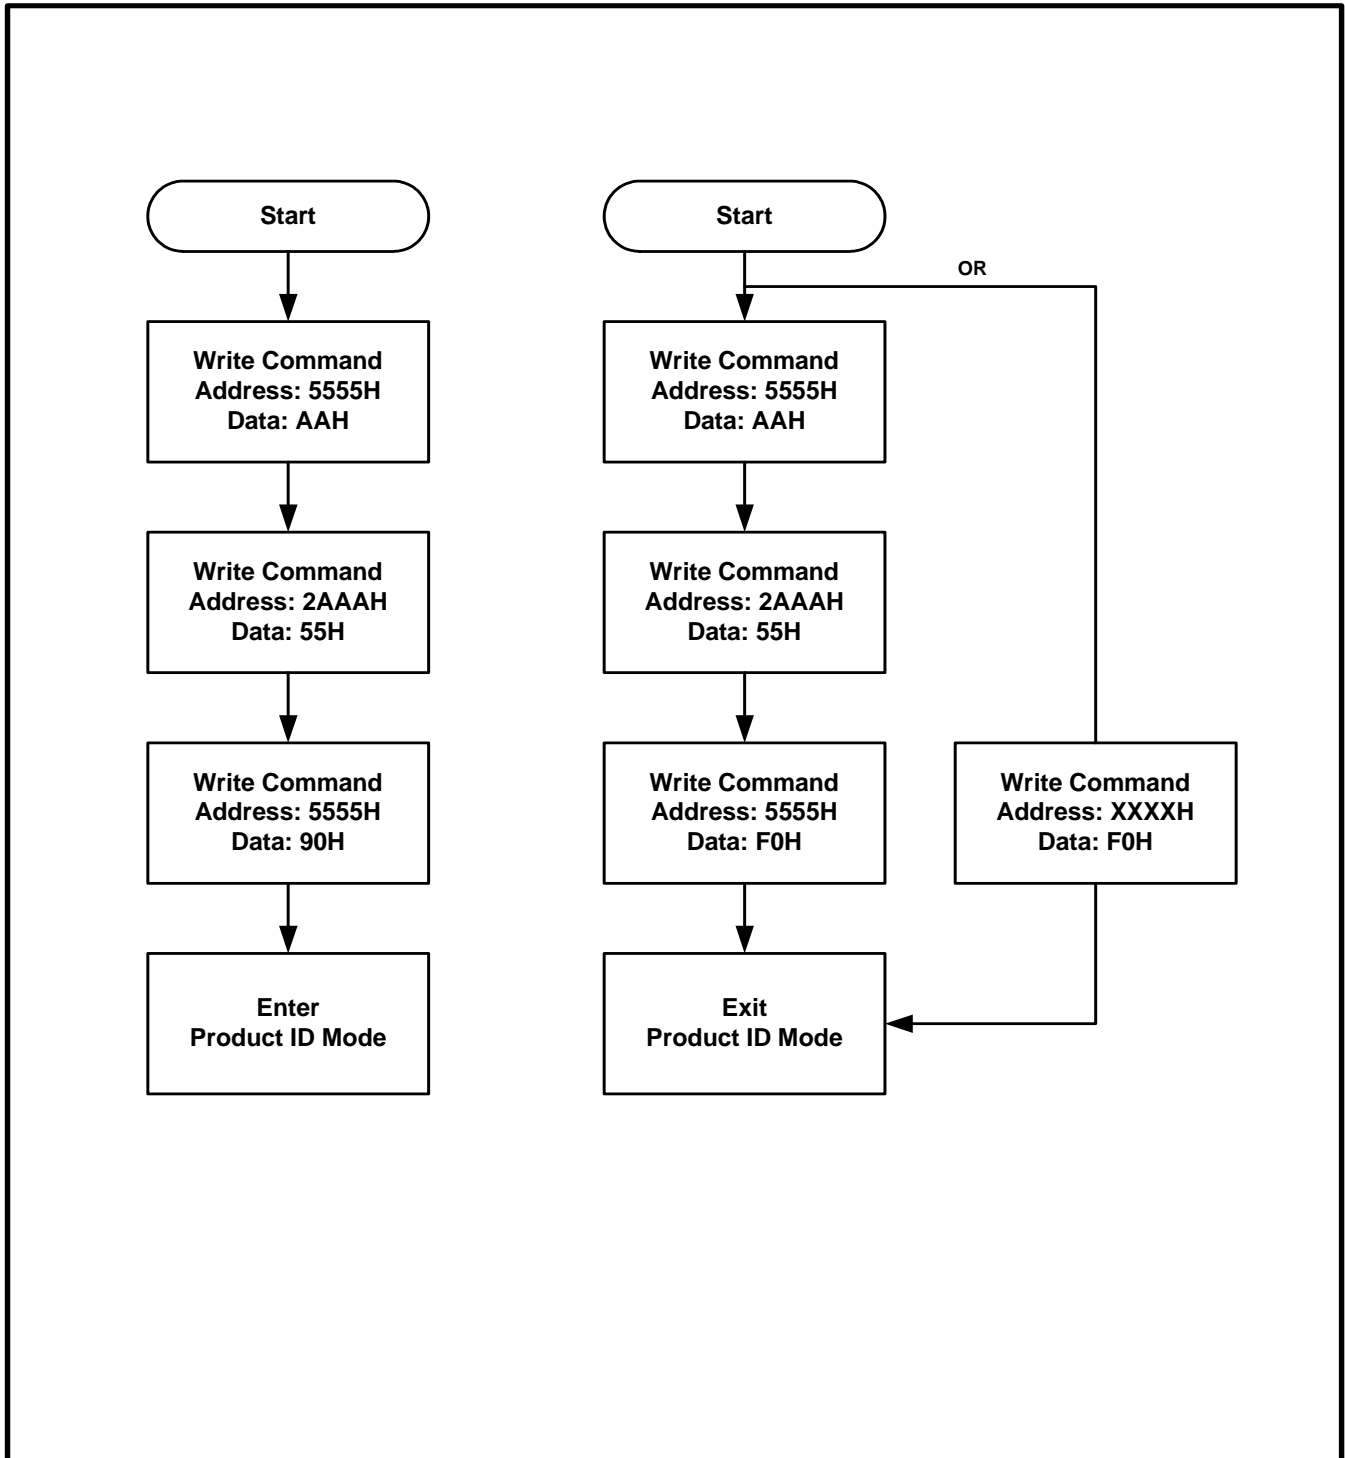 Start
Write Command
Address: 5555H
Data: AAH
Write Command
Address: 2AAAH
Data: 55H
Write Command
Address: 5555H
Data: 90H
Enter
Product ID Mode
Start
OR
Write Command
Address: 5555H
Data: AAH
Write Command
Address: 2AAAH
Data: 55H
Write Command
Address: 5555H
Data: F0H
Write Command
Address: XXXXH
Data: F0H
Exit
Product ID Mode